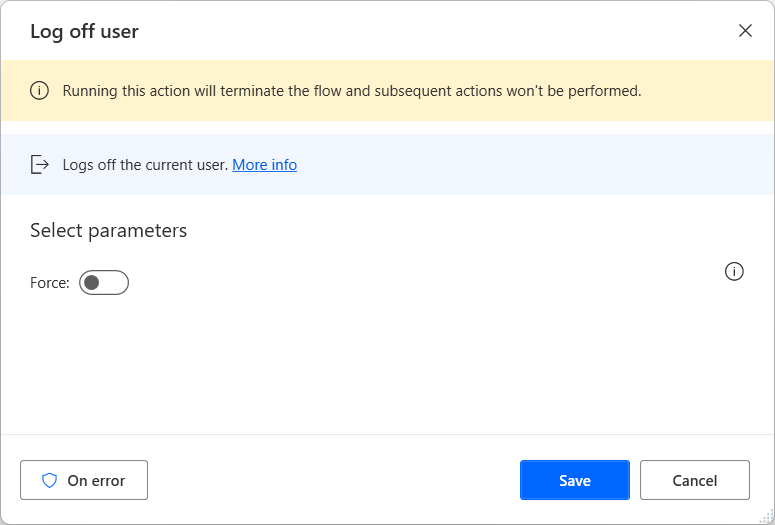 Log off user
Running this action will terminate the flow and subsequent actions won't be performed.
Logs off the current user. More info
Select parameters
Force:
On error
Save
Cancel